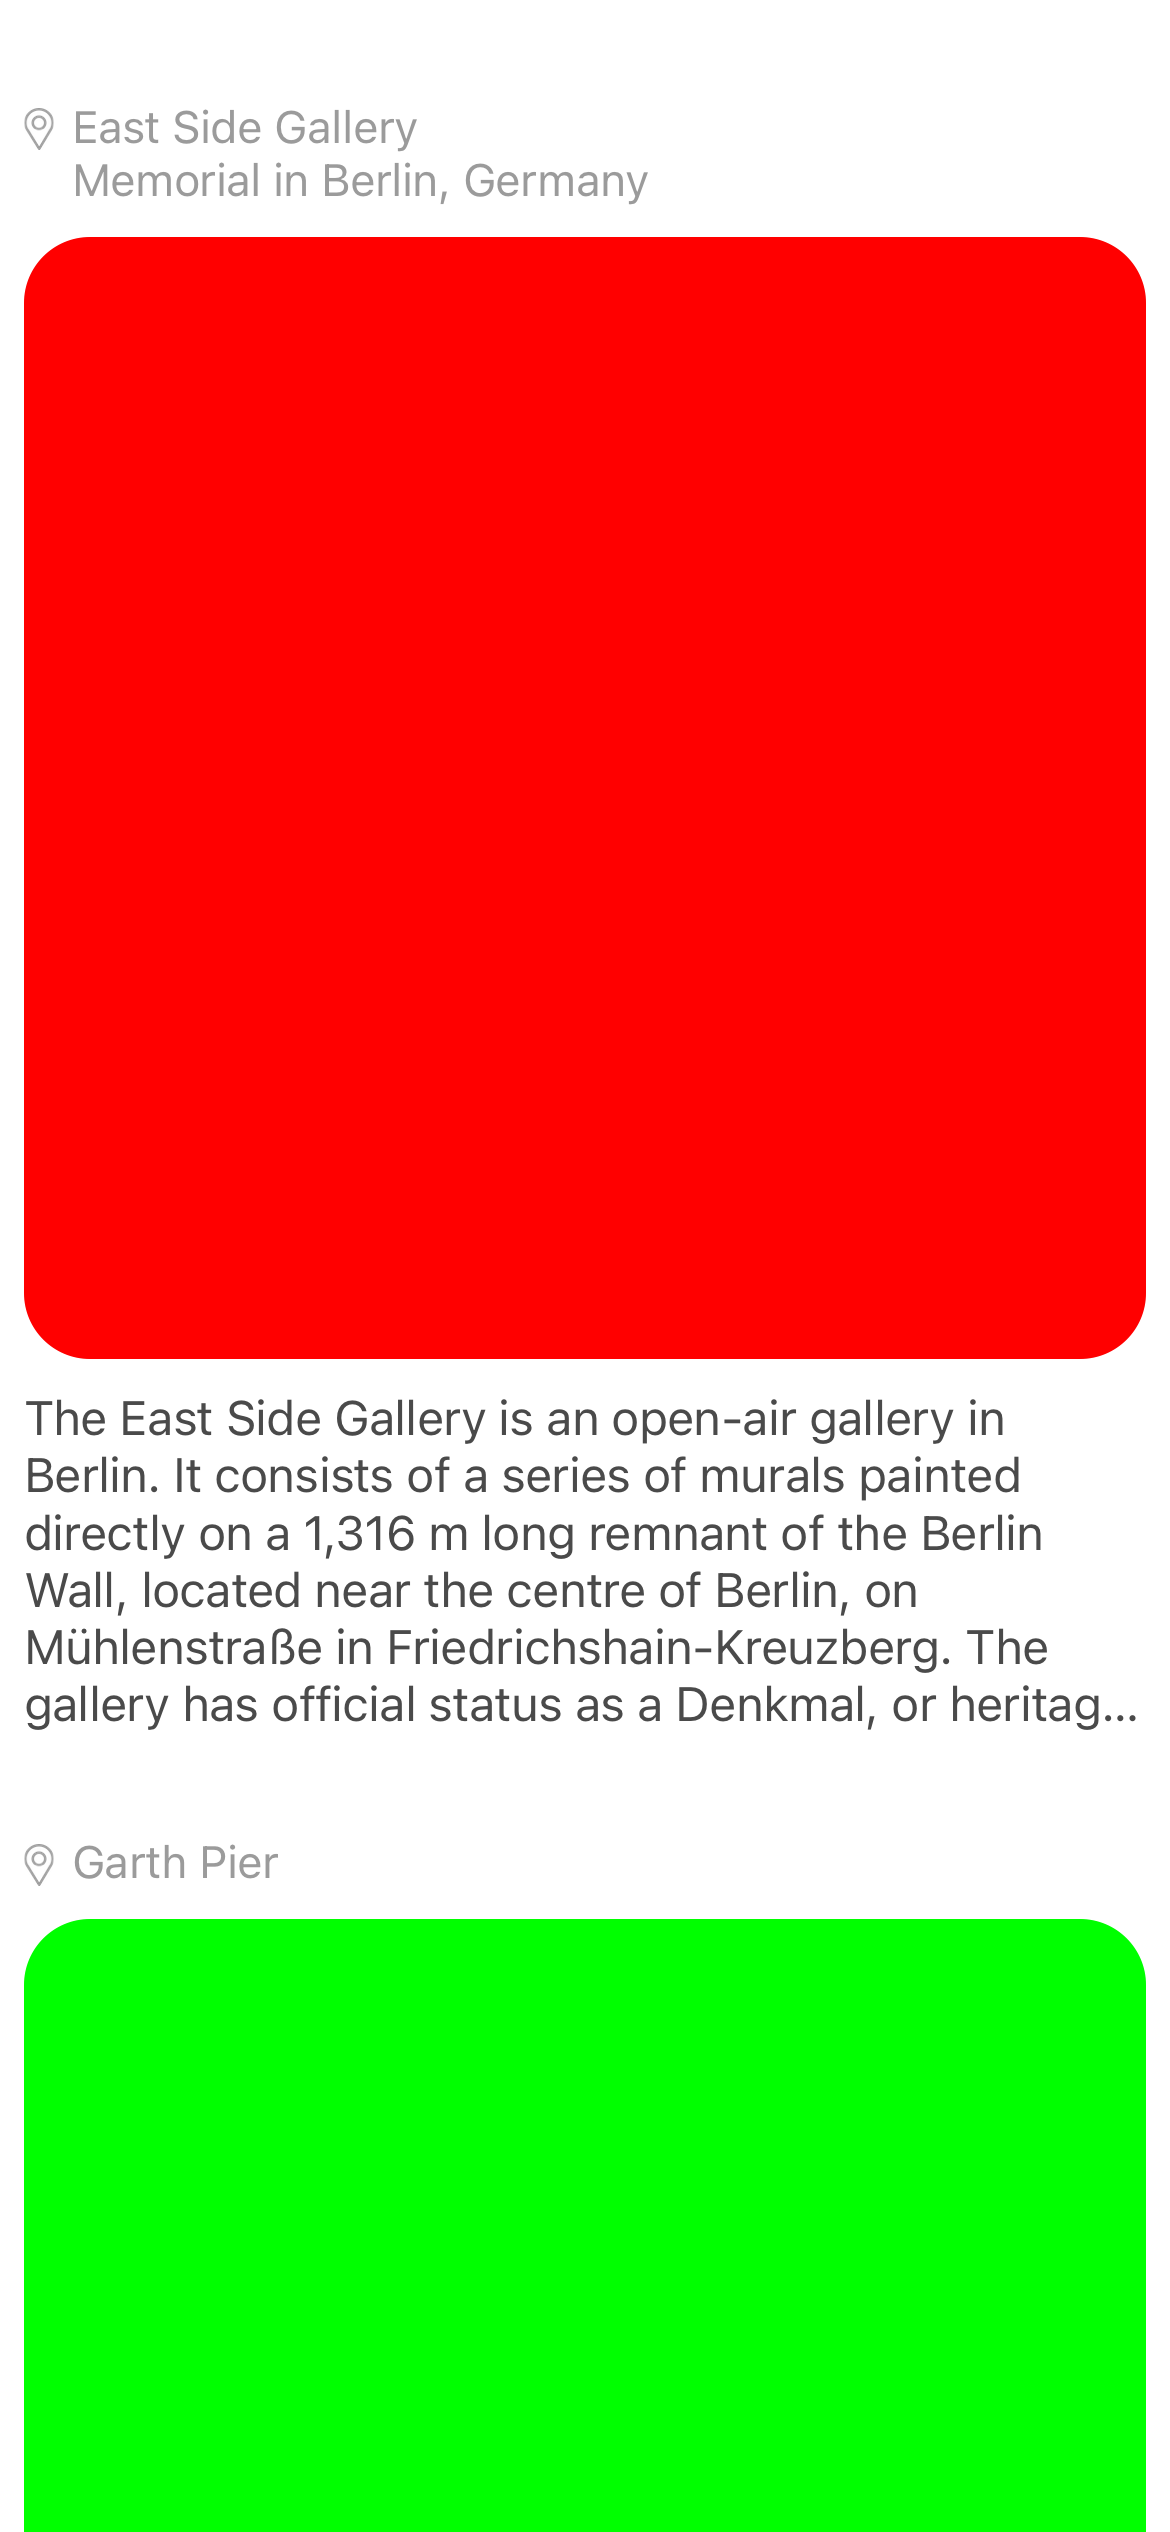 East Side Gallery
Memorial in Berlin, Germany
The East Side Gallery is an open-air gallery in
Berlin. It consists of a series of murals painted
directly on a 1,316 m long remnant of the Berlin
Wall, located near the centre of Berlin, on
Mühlenstraße in Friedrichshain-Kreuzberg. The
gallery has official status as a Denkmal, or heritag...
Garth Pier